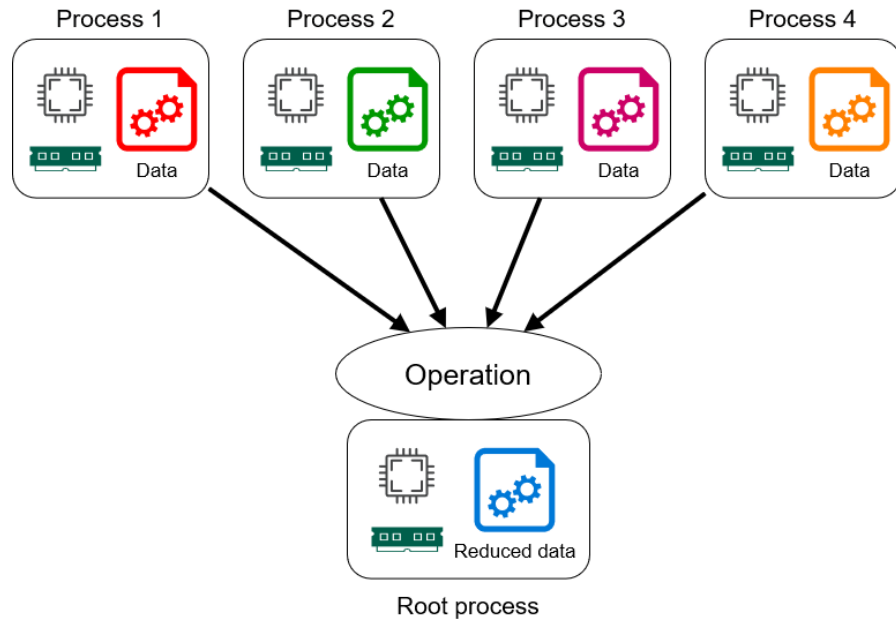 Process 1
Process 2
Process 3
Process 4
Data
Data
Data
Data
Operation
Reduced data
Root process